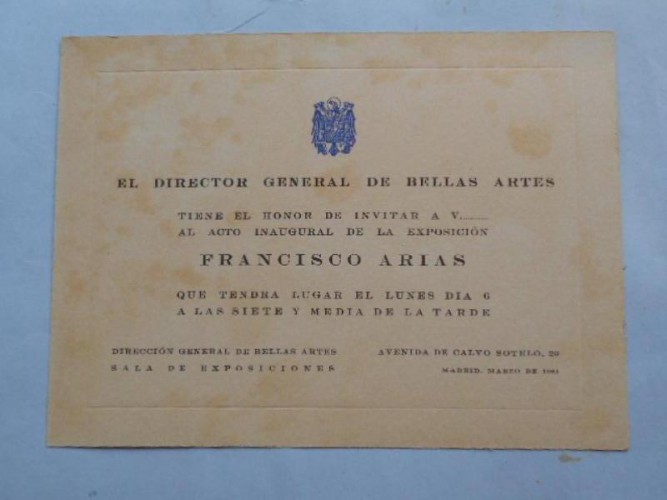 EL DIRECTOR GENERAL DE BELLAS ARTES
TIENE EL HONOR DE INVITAR A V.......
AL ACTO INAUGURAL DE LA EXPOSICIÓN
FRANCISCO ARIAS
QUE TENDRA LUGAR EL LUNES DIA 6
A LAS SIETE Y MEDIA DE LA TARDE
DIRECCIÓN GENERAL DE BELLAS ARTES
SALA DE EXPOSICIONES
AVENIDA DE CALVO SOTELO, 20
MADRID, MARZO DE 1961